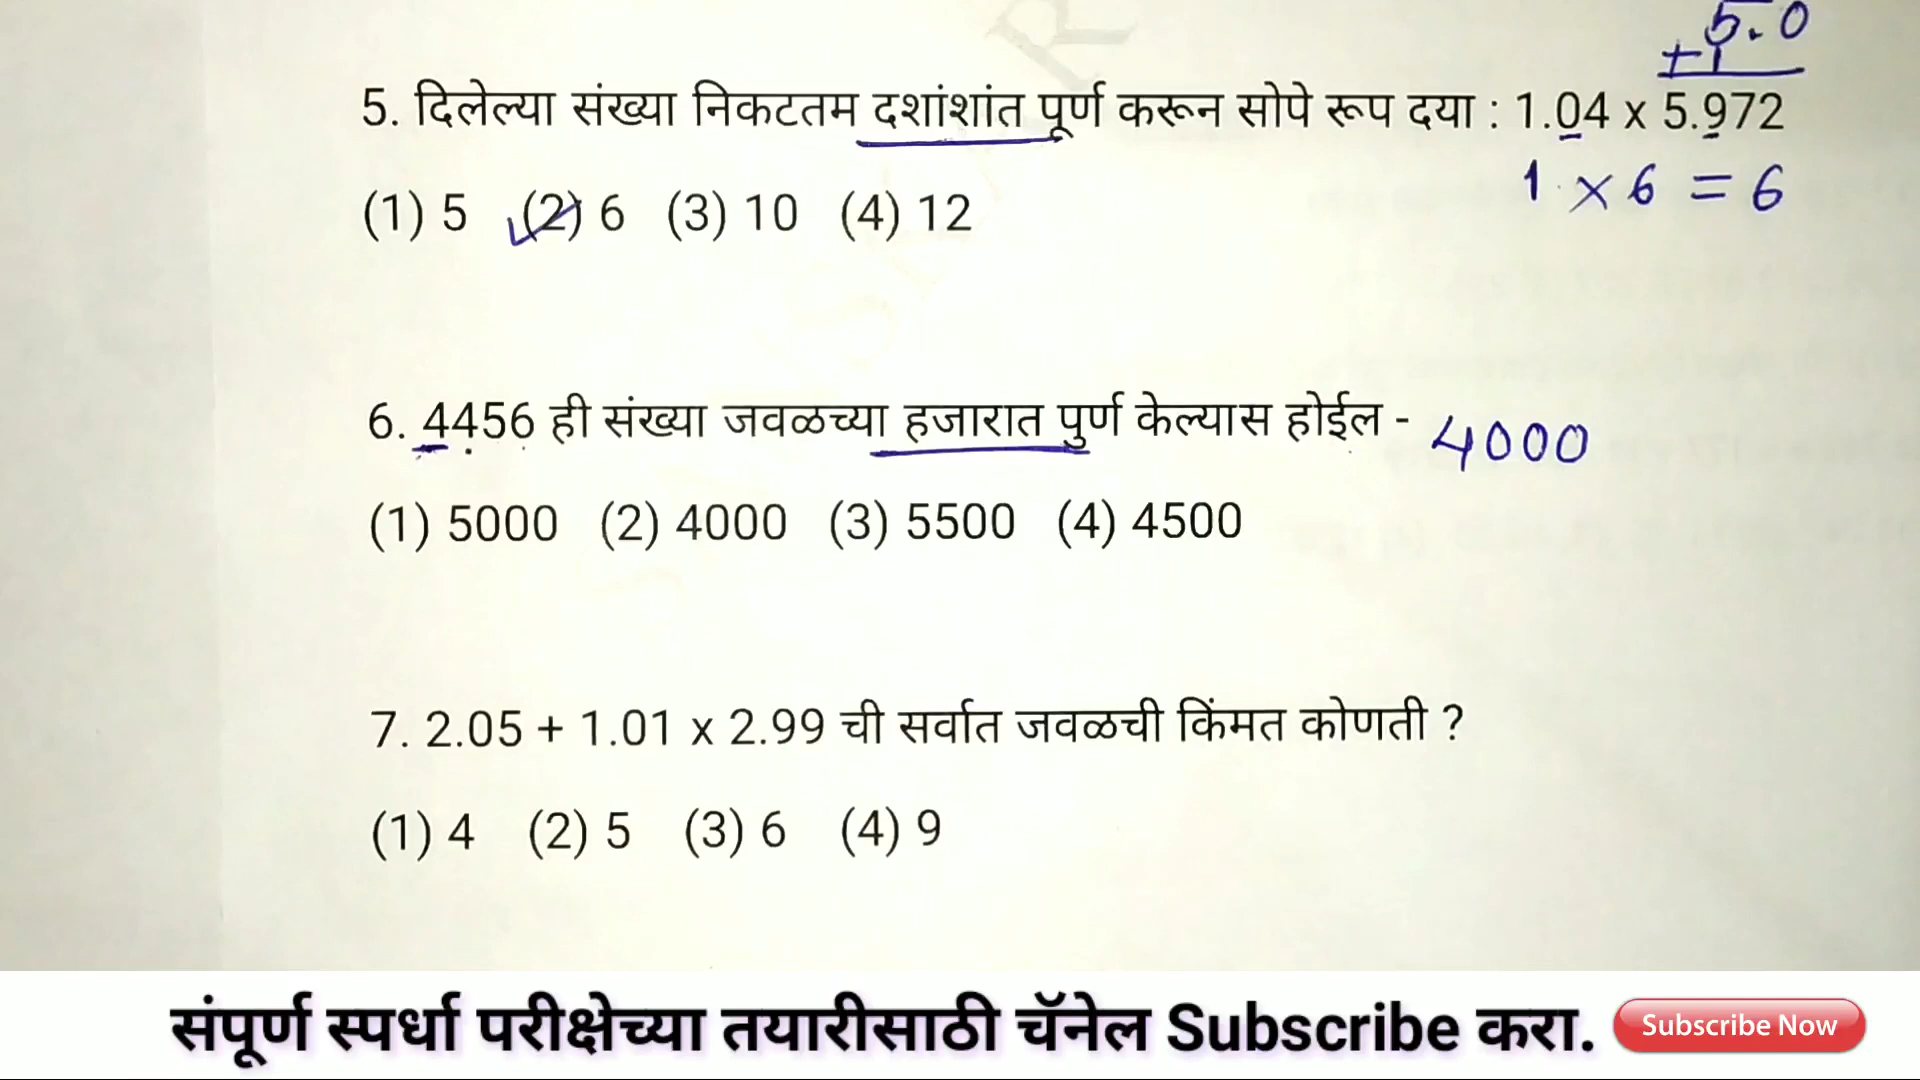 5.0
+1
5. दिलेल्या संख्या निकटतम दशांशांत पूर्ण करून सोपे रूप दया : 1.04 x 5.972
1 × 6 = 6
(1) 5 (2) 6 (3) 10 (4) 12
6. 4456 ही संख्या जवळच्या हजारात पुर्ण केल्यास होईल - 4000
(1) 5000 (2) 4000 (3) 5500 (4) 4500
7. 2.05 + 1.01 x 2.99 ची सर्वात जवळची किंमत कोणती ?
(1) 4 (2) 5 (3) 6 (4) 9
संपूर्ण स्पर्धा परीक्षेच्या तयारीसाठी चॅनेल Subscribe करा. Subscribe Now